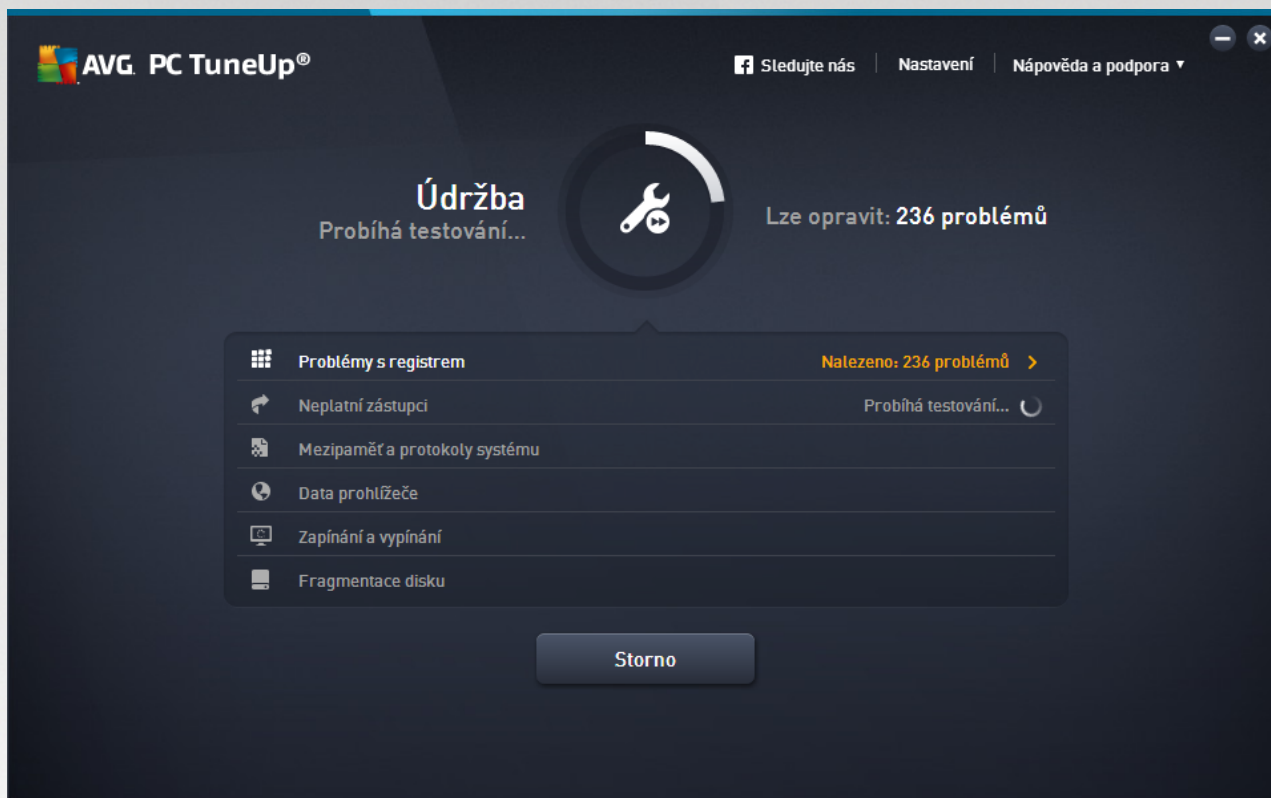 AVG. PC TuneUp®
Sledujte nás
Nastavení
Nápověda a podpora
Údržba
Probíhá testování...
Lze opravit: 236 problémů
Problémy s registrem Nalezeno: 236 problémů
Neplatní zástupci Probíhá testování...
Mezipaměť a protokoly systému
Data prohlížeče
Zapínání a vypínání
Fragmentace disku
Storno